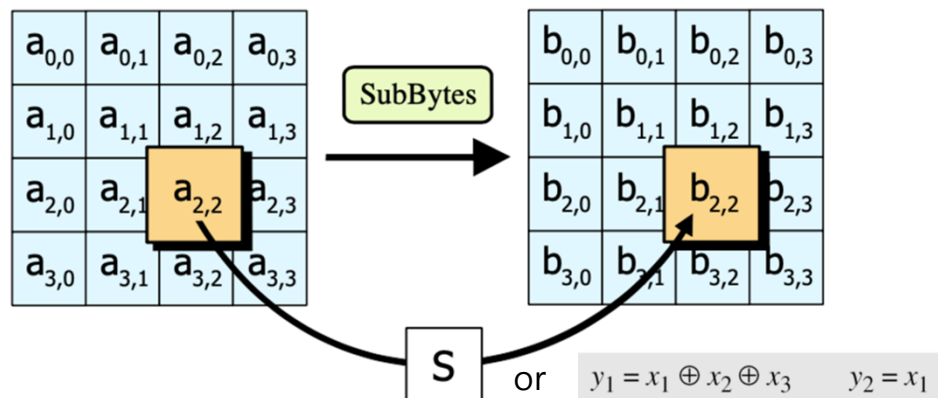 a0,0 a0,1 a0,2 a0,3 b0,0 b0,1 b0,2 b0,3
SubBytes
a1,0 a1,1 a1,2 a1,3 b1,0 b1,1 b1,2 b1,3
a2,0 a2,1 a2,2 a2,3 b2,0 b2,1 b2,2 b2,3
a3,0 a3,1 a3,2 a3,3 b3,0 b3,1 b3,2 b3,3
S or y1 = x1 ⊕ x2 ⊕ x3 y2 = x1